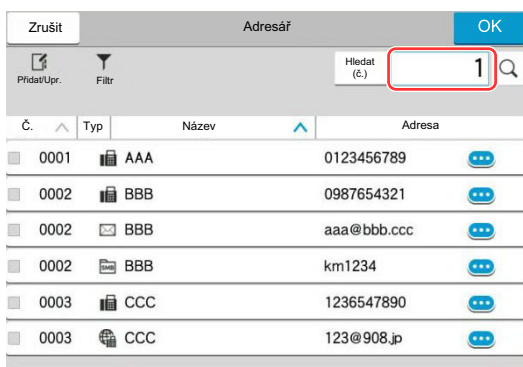 Zrušit Adresář OK
Přidat/Upr. Filtr Hledat (č.) 1
Č. Typ Název Adresa
0001 AAA 0123456789
0002 BBB 0987654321
0002 BBB aaa@bbb.ccc
0002 SMB BBB km1234
0003 CCC 1236547890
0003 CCC 123@908.jp